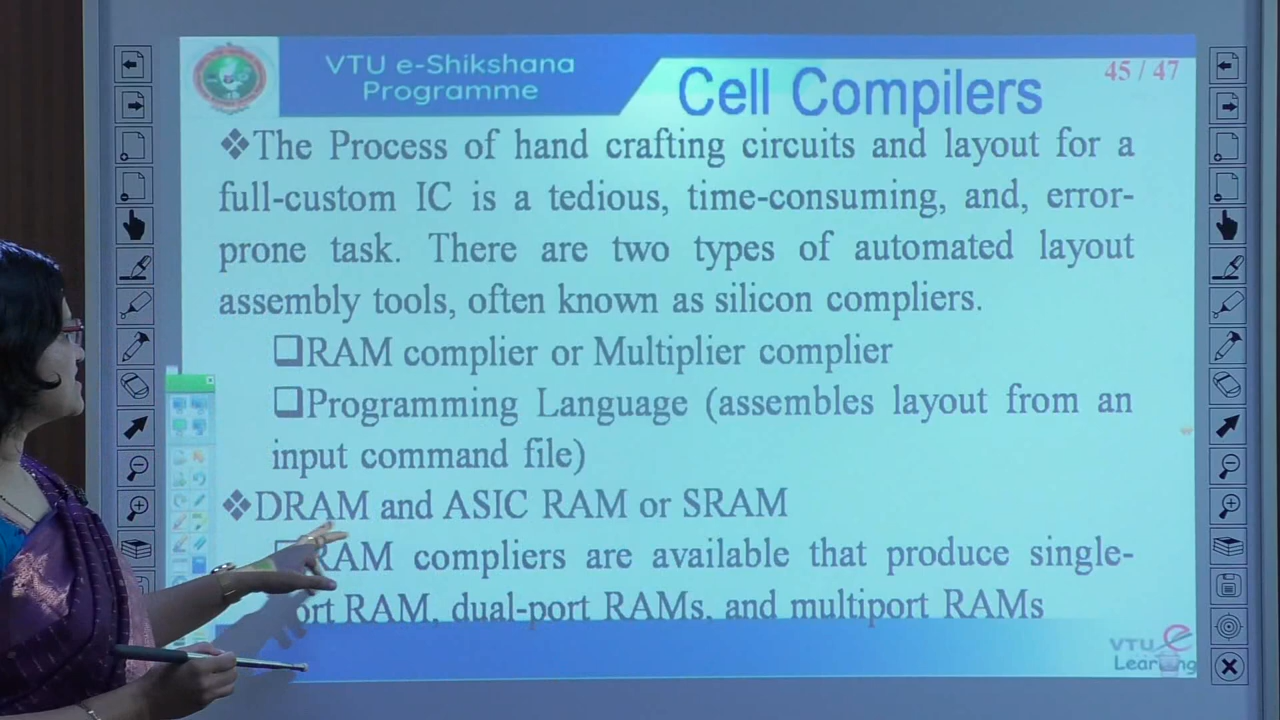 VTU e-Shikshana
Programme
Cell Compilers
45 / 47
❖The Process of hand crafting circuits and layout for a
full-custom IC is a tedious, time-consuming, and, error-
prone task. There are two types of automated layout
assembly tools, often known as silicon compliers.
❑RAM complier or Multiplier complier
❑Programming Language (assembles layout from an
input command file)
❖DRAM and ASIC RAM or SRAM
RAM compliers are available that produce single-
ort RAM, dual-port RAMs, and multiport RAMs
VTU e
Learning